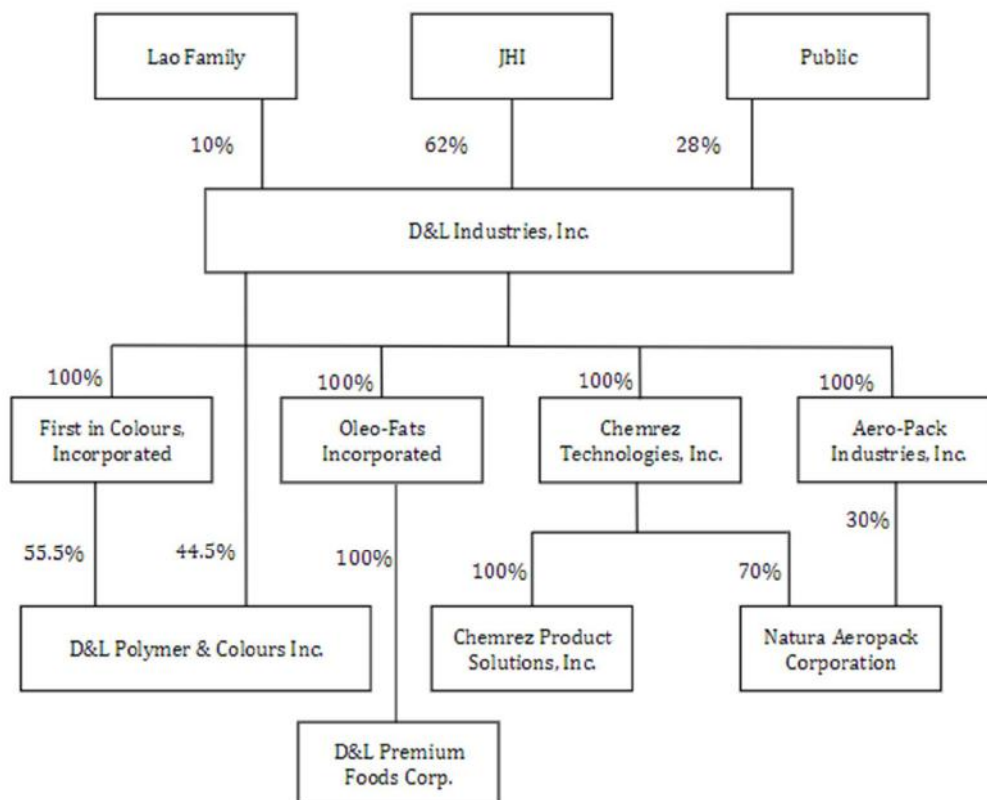 Lao Family
JHI
Public
10%
62%
28%
D&L Industries, Inc.
100%
100%
100%
100%
First in Colours,
Incorporated
Oleo-Fats
Incorporated
Chemrez
Technologies, Inc.
Aero-Pack
Industries, Inc.
55.5%
44.5%
100%
100%
70%
30%
D&L Polymer & Colours Inc.
Chemrez Product
Solutions, Inc.
Natura Aeropack
Corporation
D&L Premium
Foods Corp.